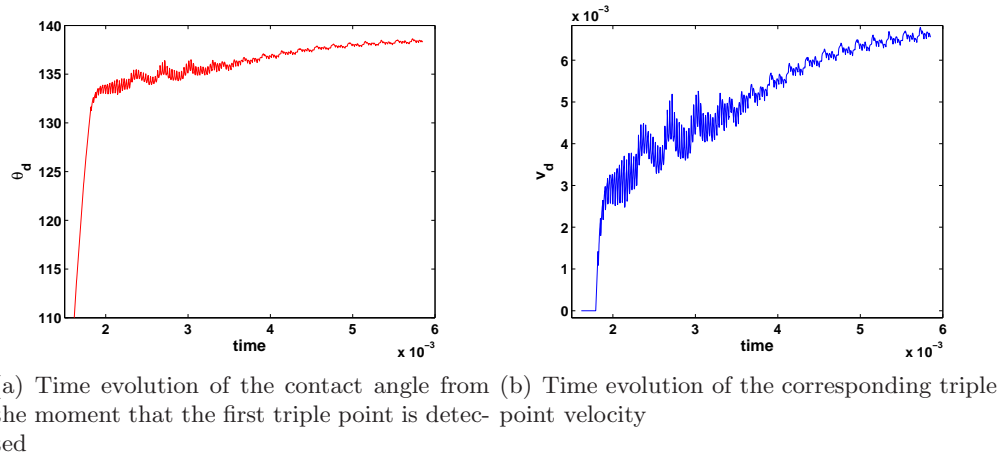 140
135
130
125
120
115
110
θd
2
3
4
5
6
time
x 10⁻³
x 10⁻³
6
5
4
3
2
1
0
vd
2
3
4
5
6
time
x 10⁻³
a) Time evolution of the contact angle from
he moment that the first triple point is detec-
ed
(b) Time evolution of the corresponding triple
point velocity